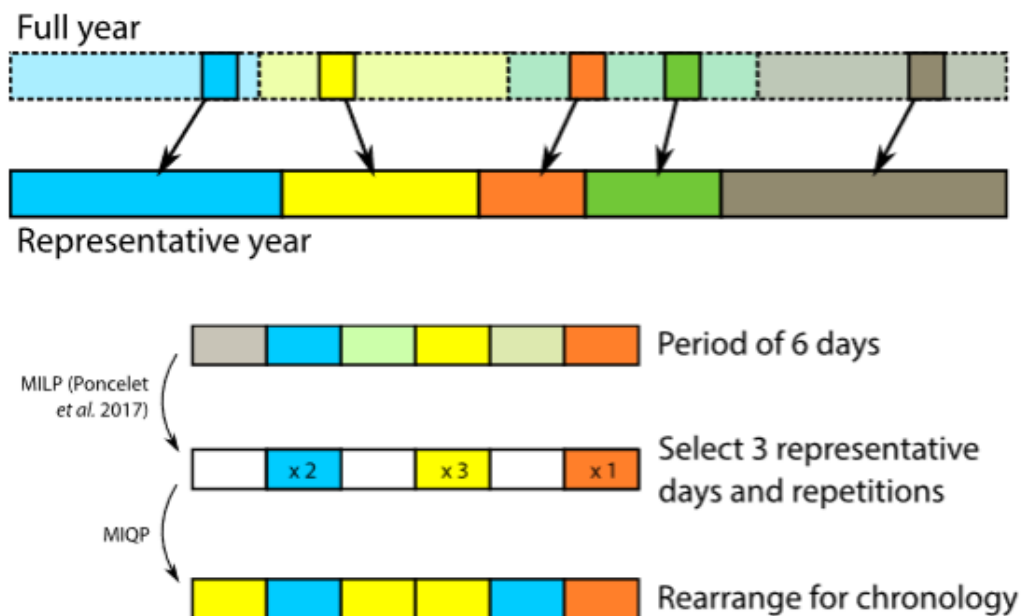 Full year
Representative year
Period of 6 days
MILP (Poncelet
et al. 2017)
Select 3 representative
days and repetitions
x 2
x 3
x 1
MIQP
Rearrange for chronology